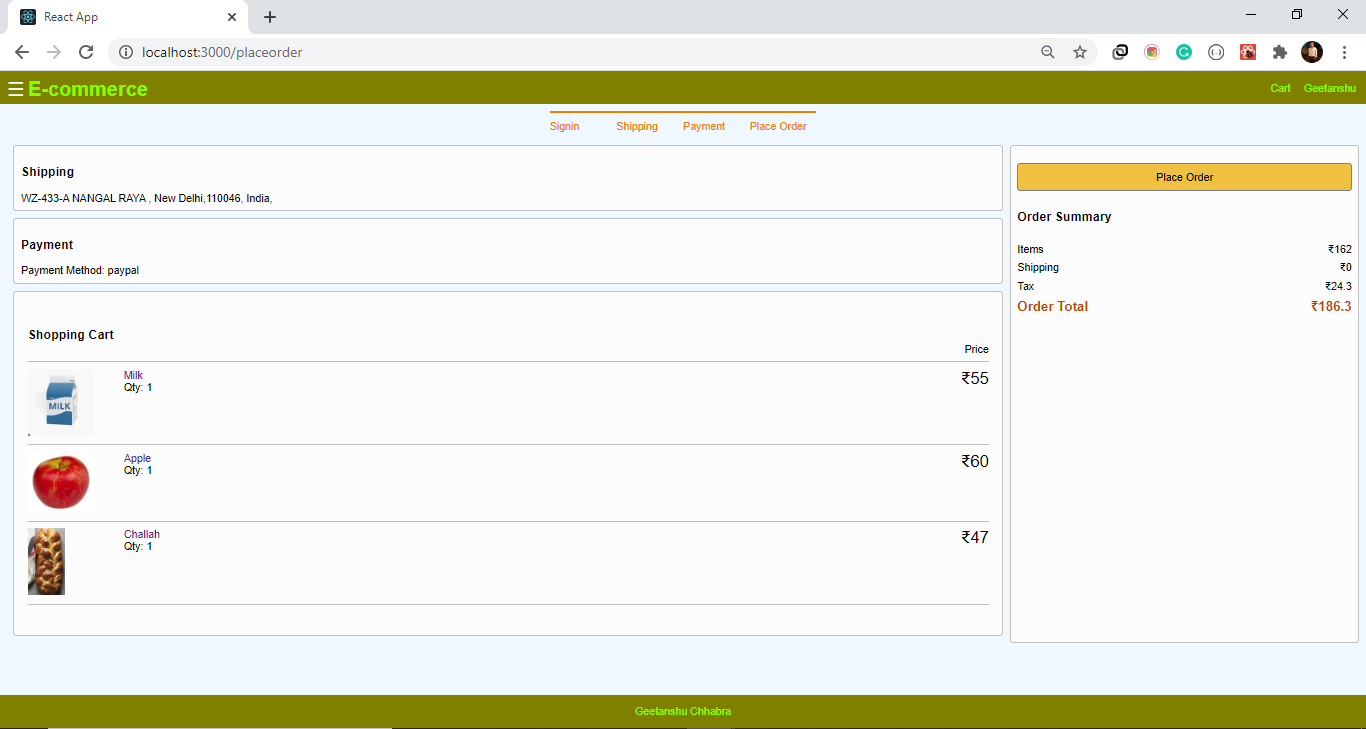 React App
localhost:3000/placeorder
☰ E-commerce
Cart Geetanshu
Signin Shipping Payment Place Order
Shipping
WZ-433-A NANGAL RAYA , New Delhi,110046, India,
Payment
Payment Method: paypal
Shopping Cart
Price
MILK
Milk
Qty: 1
₹55
Apple
Qty: 1
₹60
Challah
Qty: 1
₹47
Place Order
Order Summary
Items ₹162
Shipping ₹0
Tax ₹24.3
Order Total ₹186.3
Geetanshu Chhabra